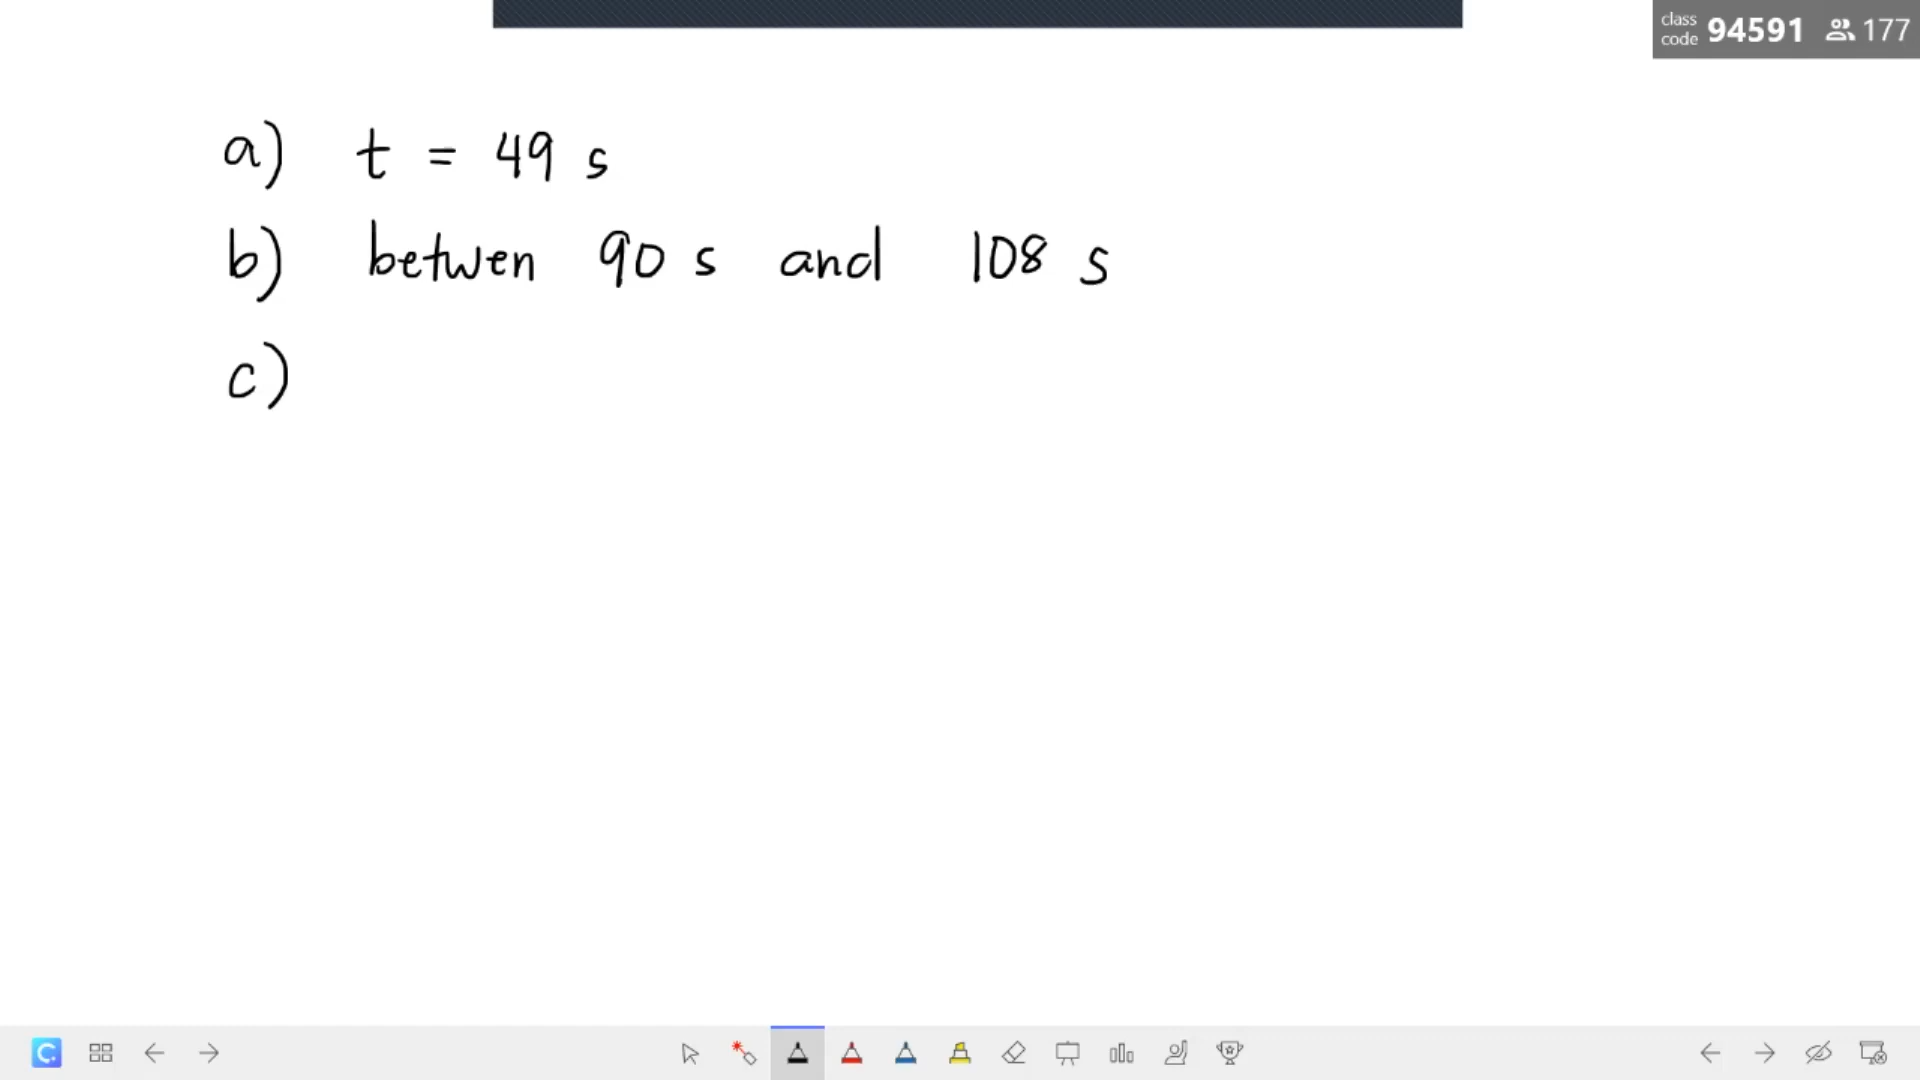 class code 94591 177
a) t = 49 s
b) betwen 90 s and 108 s
c)